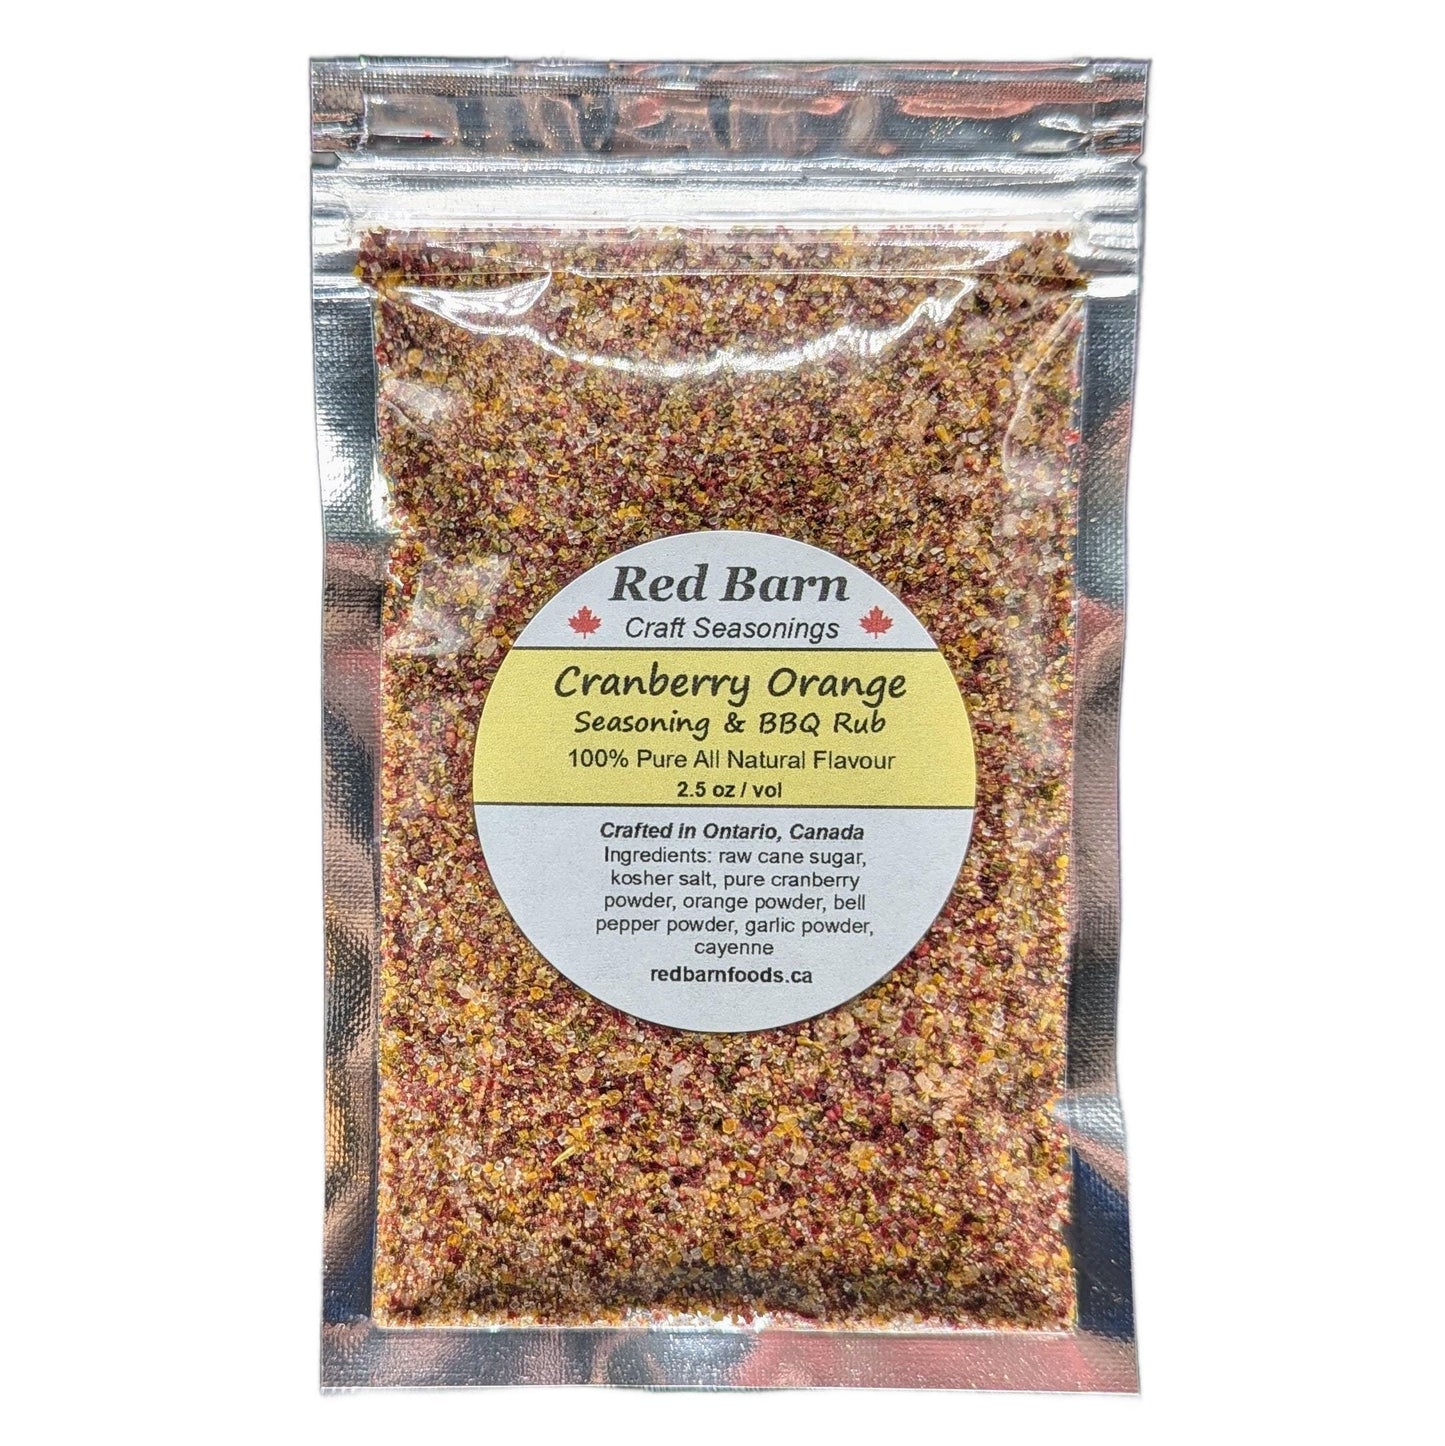 Red Barn
Craft Seasonings
Cranberry Orange
Seasoning & BBQ Rub
100% Pure All Natural Flavour
2.5 oz / vol
Crafted in Ontario, Canada
Ingredients: raw cane sugar,
kosher salt, pure cranberry
powder, orange powder, bell
pepper powder, garlic powder,
cayenne
redbarnfoods.ca